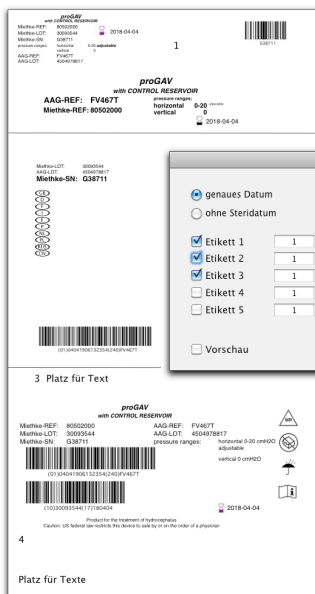 proGAV
with CONTROL RESERVOIR
Miethke-REF: 80502000
Miethke-LOT: 30093544
2018-04-04
Miethke-SN: G38711
pressure ranges: horizontal 0-20 adjustable
vertical 0
AAG-REF: FV467T
AAG-LOT: 4504978817
1
G38711
proGAV
with CONTROL RESERVOIR
AAG-REF: FV467T
Miethke-REF: 80502000
pressure ranges:
horizontal 0-20 adjustable
vertical 0
2018-04-04
Miethke-LOT: 30093544
AAG-LOT: 4504978817
Miethke-SN: G38711
GB
D
F
I
E
P
NL
PL
RUS
CN
(01)04041906132354(240)FV467T
3 Platz für Text
genaues Datum
ohne Steridatum
Etikett 1 1
Etikett 2 1
Etikett 3 1
Etikett 4 1
Etikett 5 1
Vorschau
proGAV
with CONTROL RESERVOIR
Miethke-REF: 80502000 AAG-REF: FV467T
Miethke-LOT: 30093544 AAG-LOT: 4504978817
Miethke-SN: G38711 pressure ranges: horizontal 0-20 cmH2O
adjustable
vertical 0 cmH2O
(01)04041906132354(240)FV467T
(10)30093544(17)180404
2018-04-04
Product for the treatment of hydrocephalus
Caution: US federal law restricts this device to sale by or on the order of a physician
4
Platz für Texte